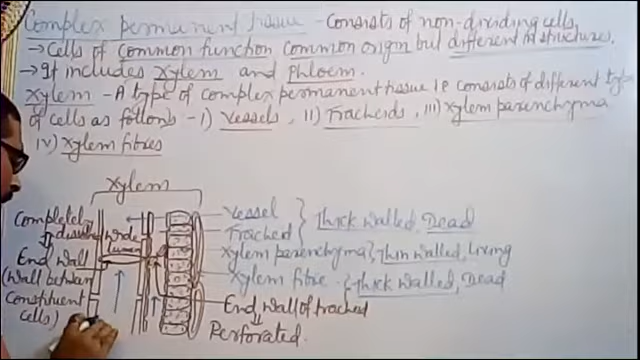 Complex permanent tissue - Consists of non-dividing cells,
→ Cells of common function common origin but different in structures.
→ It includes Xylem and Phloem.
Xylem - A type of complex permanent tissue i.e consists of different type
of cells as follows - i) Vessels, ii) Tracheids, iii) Xylem parenchyma
iv) Xylem fibres
Xylem
Completely
End Wall
(Wall between
Constituent
cells)
wide
lumen
Vessel
Tracheid
Thick walled, Dead
Xylem parenchyma } Thin walled, Living
Xylem fibre { Thick walled, Dead
End wall of tracheid
Perforated.